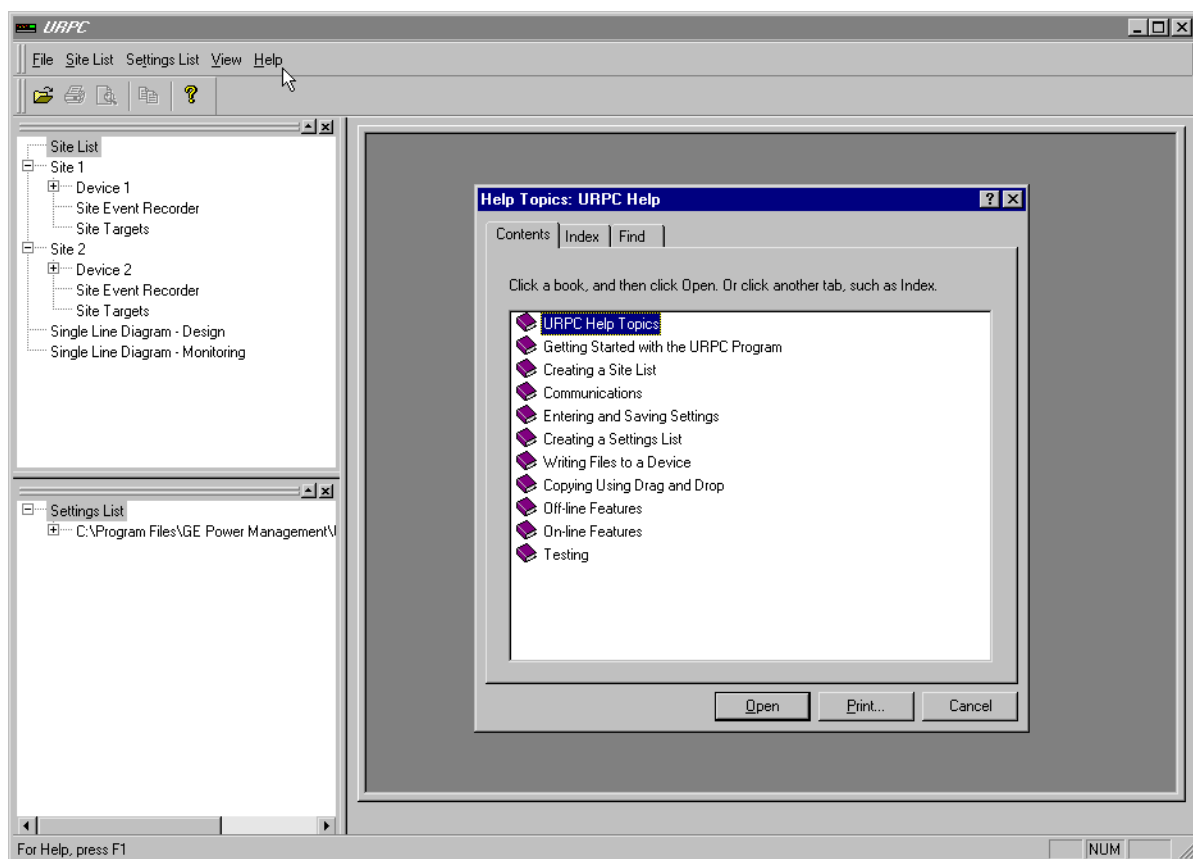 URPC
File Site List Settings List View Help
Site List
Site 1
Device 1
Site Event Recorder
Site Targets
Site 2
Device 2
Site Event Recorder
Site Targets
Single Line Diagram - Design
Single Line Diagram - Monitoring
Settings List
C:\Program Files\GE Power Management\
Help Topics: URPC Help
Contents Index Find
Click a book, and then click Open. Or click another tab, such as Index.
URPC Help Topics
Getting Started with the URPC Program
Creating a Site List
Communications
Entering and Saving Settings
Creating a Settings List
Writing Files to a Device
Copying Using Drag and Drop
Off-line Features
On-line Features
Testing
Open Print... Cancel
For Help, press F1 NUM